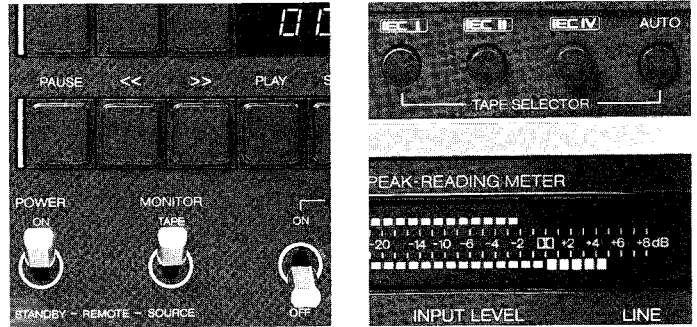 PAUSE << >> PLAY
POWER MONITOR
ON TAPE ON
STANDBY - REMOTE - SOURCE OFF
IEC I IEC II IEC IV AUTO
TAPE SELECTOR
PEAK-READING METER
-20 -14 -10 -6 -4 -2 +2 +4 +6 +8dB
INPUT LEVEL LINE